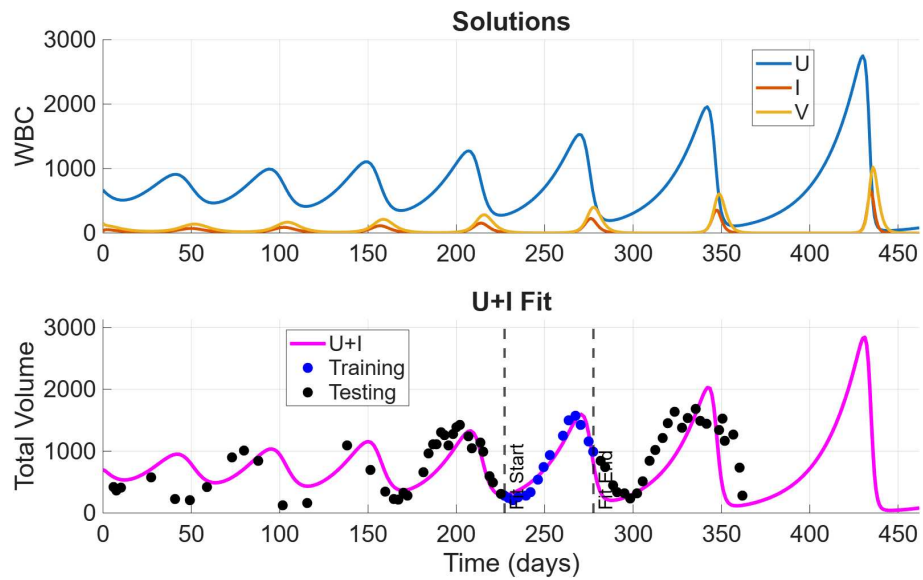 Solutions
3000
2000
1000
0
WBC
U
I
V
0 50 100 150 200 250 300 350 400 450
U+I Fit
3000
2000
1000
0
Total Volume
U+I
Training
Testing
Fit Start
Fit End
0 50 100 150 200 250 300 350 400 450
Time (days)